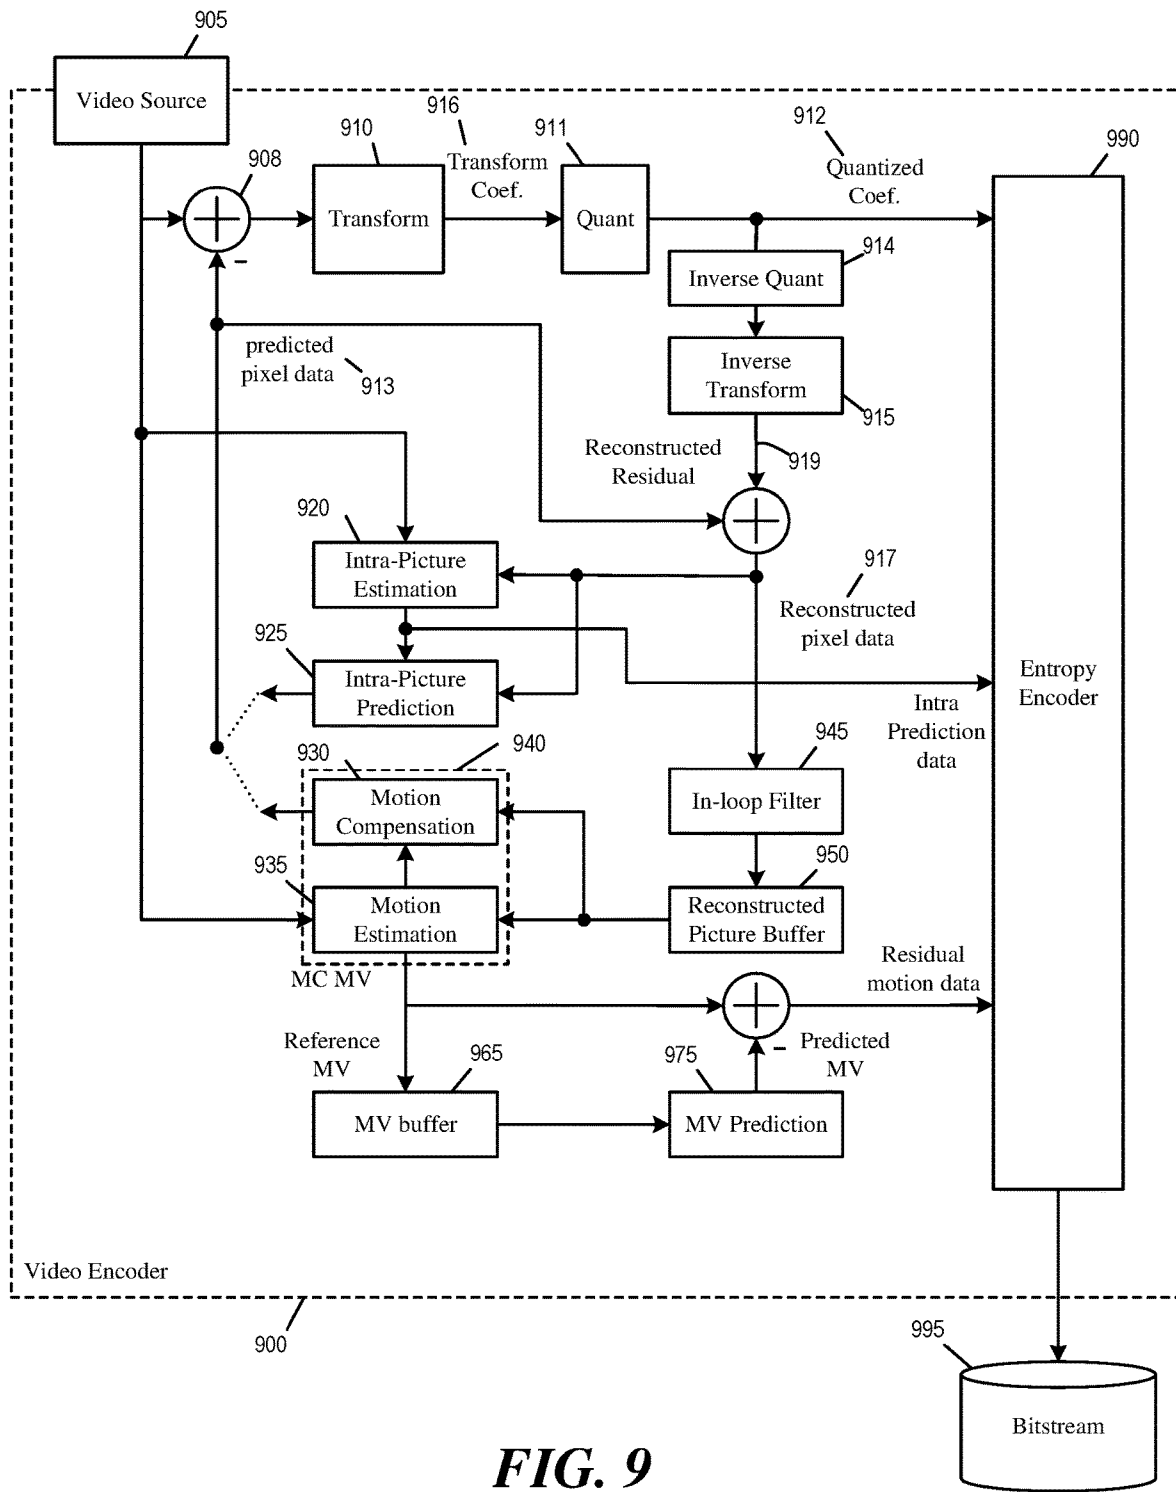 905
Video Source
916
912
910
911
990
908
Transform
Coef.
Quantized
Coef.
Transform
Quant
914
–
Inverse Quant
predicted
pixel data
913
Inverse
Transform
915
Reconstructed
Residual
919
920
917
Intra-Picture
Estimation
Reconstructed
pixel data
925
Intra-Picture
Prediction
Entropy
Encoder
Intra
Prediction
data
930
940
945
Motion
Compensation
In-loop Filter
935
950
Motion
Estimation
Reconstructed
Picture Buffer
MC MV
Residual
motion data
Reference
MV
965
975
–
Predicted
MV
MV buffer
MV Prediction
Video Encoder
900
995
Bitstream
FIG. 9